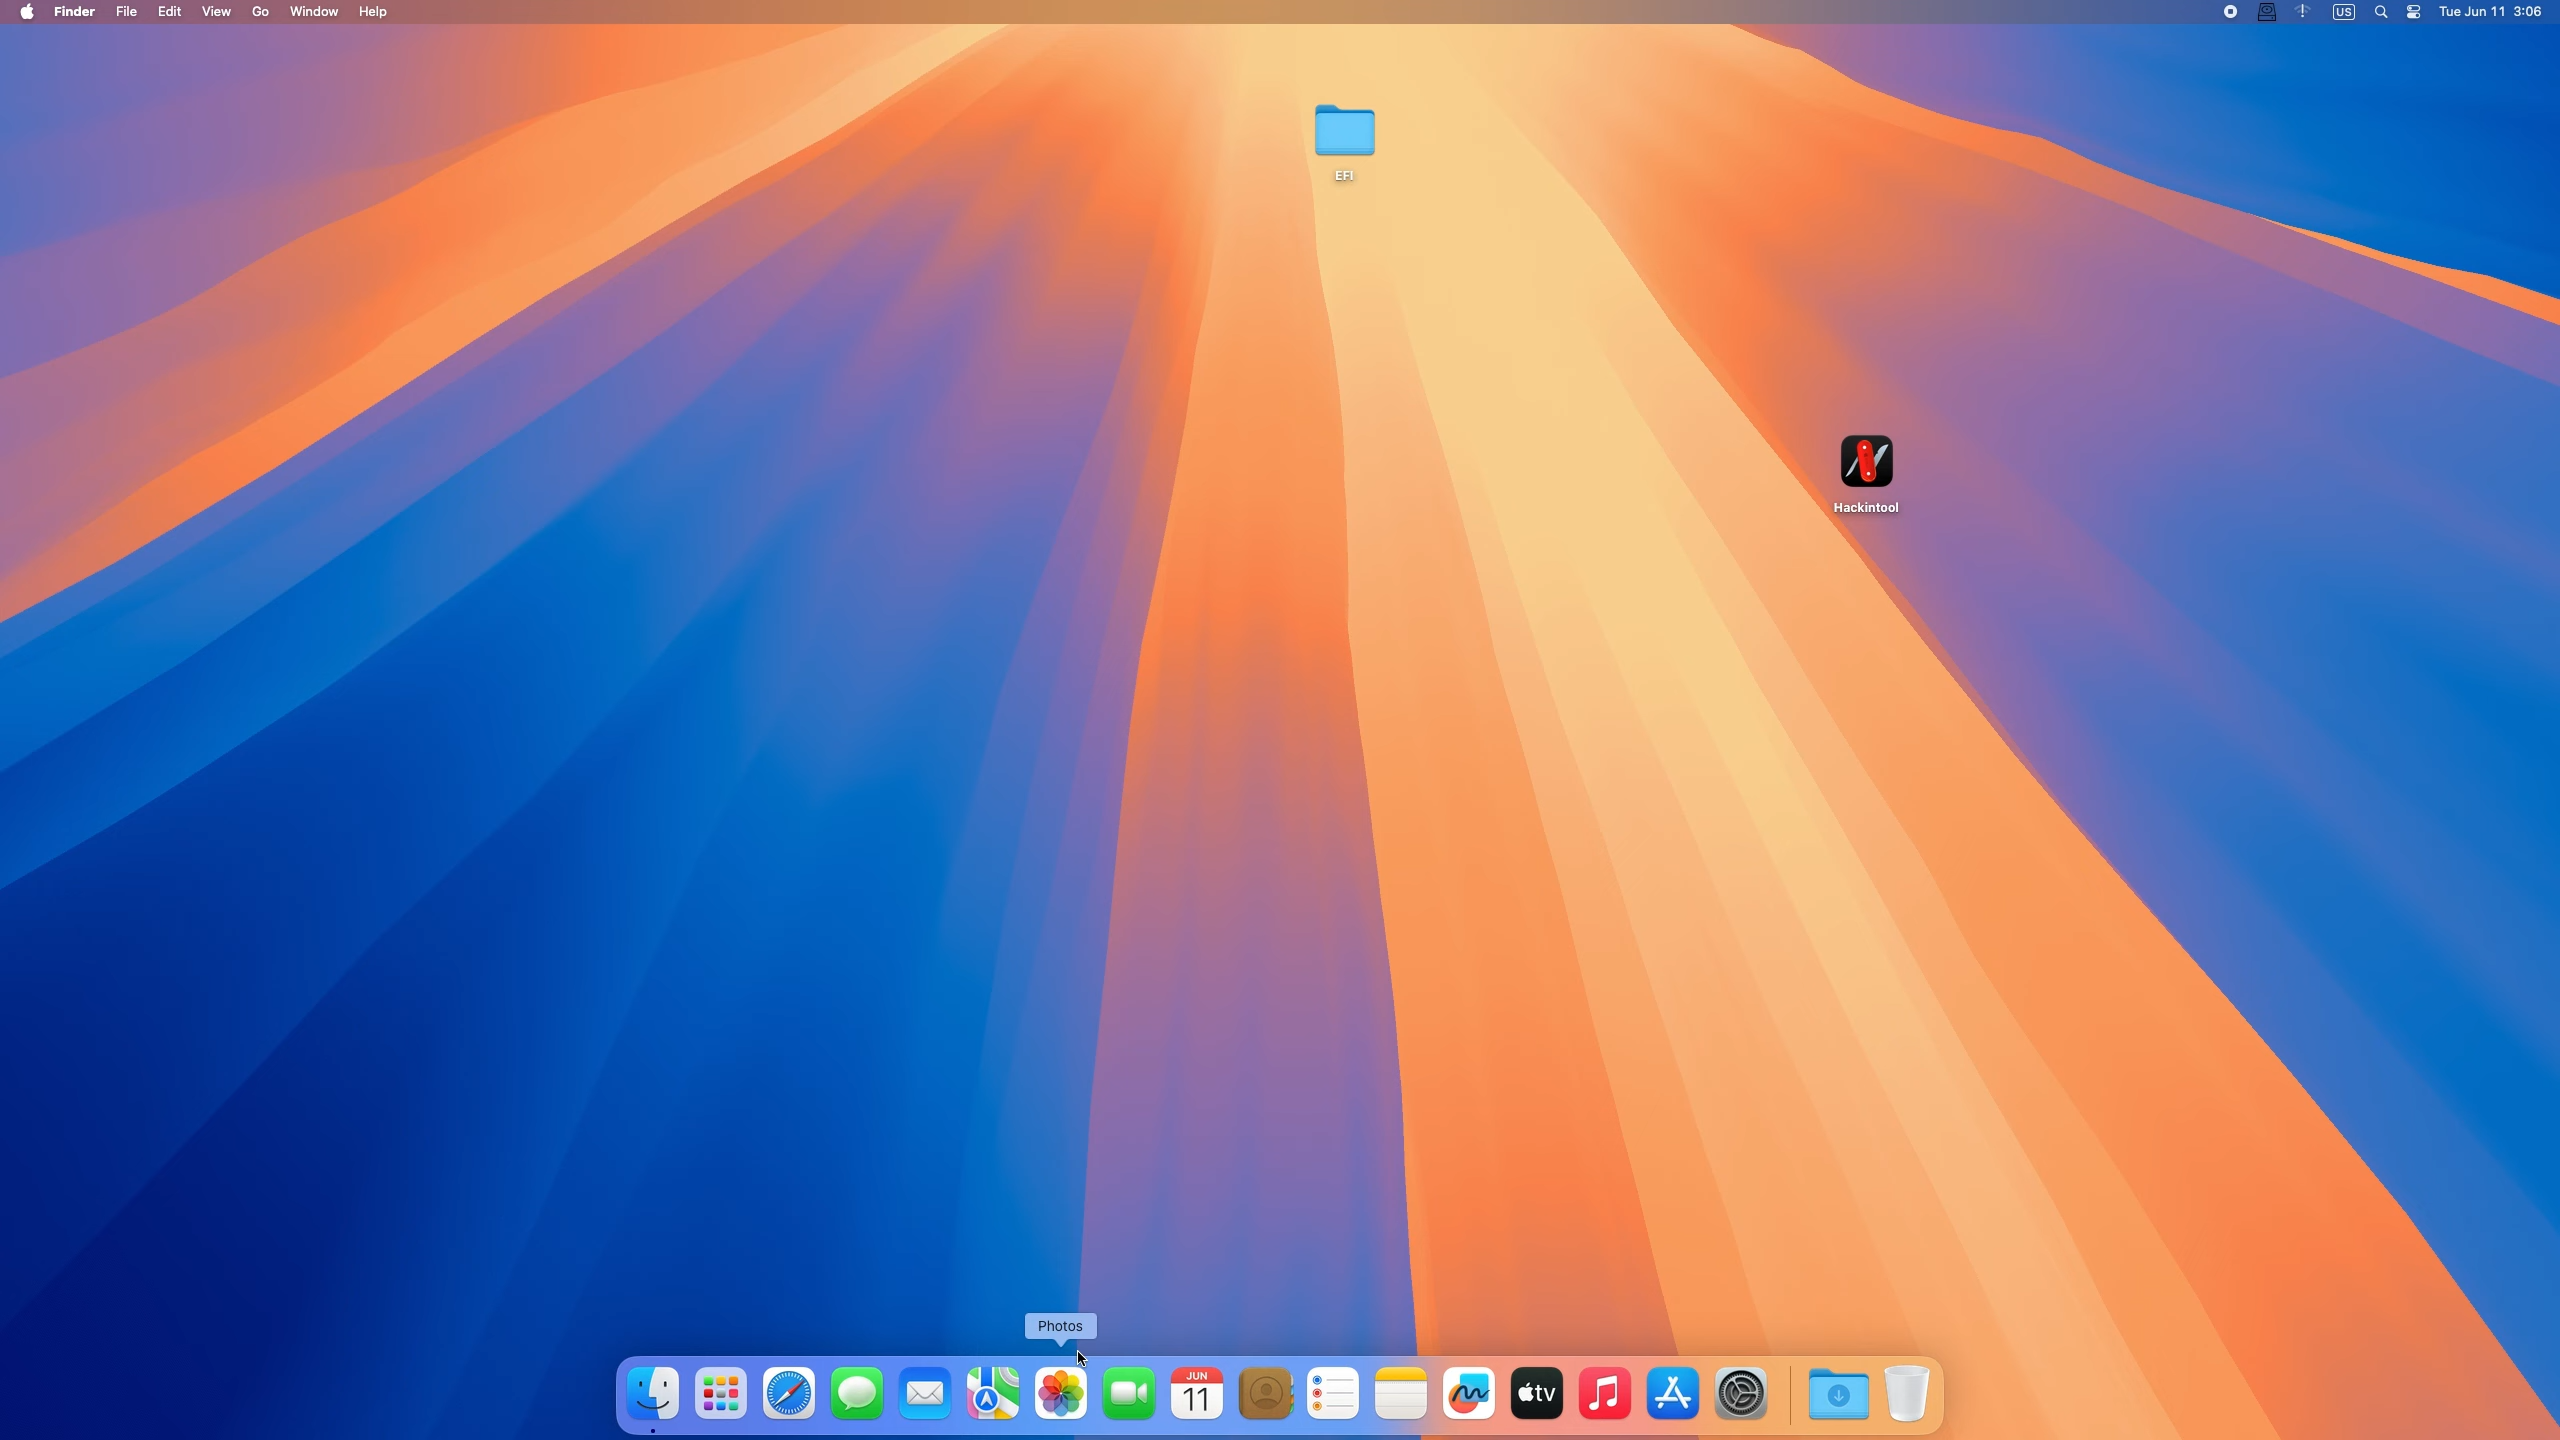 Finder File Edit View Go Window Help
US Tue Jun 11 3:06
EFI
Hackintool
Photos
JUN
11
tv